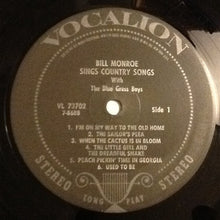 VOCALION
BILL MONROE
SINGS COUNTRY SONGS
With
The Blue Grass Boys
VL 73702
7-8688
Side 1
1. I'M ON MY WAY TO THE OLD HOME
2. THE SAILOR'S PLEA
3. WHEN THE CACTUS IS IN BLOOM
4. THE LITTLE GIRL AND
THE DREADFUL SNAKE
5. PEACH PICKIN' TIME IN GEORGIA
6. USED TO BE
STEREO
LONG PLAY
STEREO